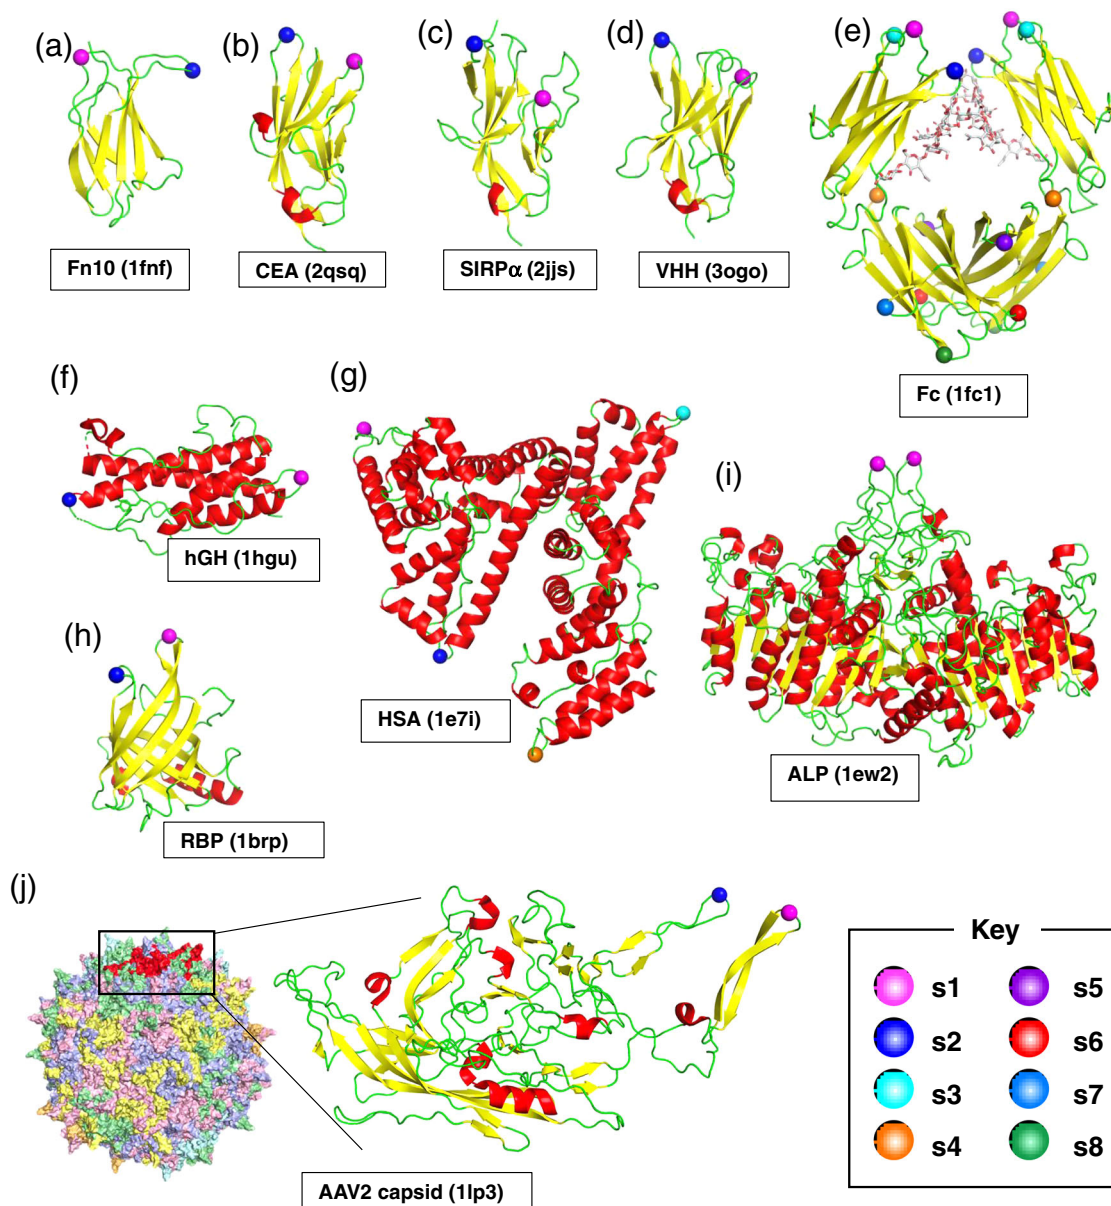 (a)
(b)
(c)
(d)
(e)
Fn10 (1fnf)
CEA (2qsq)
SIRPα (2jjs)
VHH (3ogo)
Fc (1fc1)
(f)
(g)
hGH (1hgu)
(h)
(i)
HSA (1e7i)
ALP (1ew2)
RBP (1brp)
(j)
AAV2 capsid (1lp3)
Key
s1
s5
s2
s6
s3
s7
s4
s8